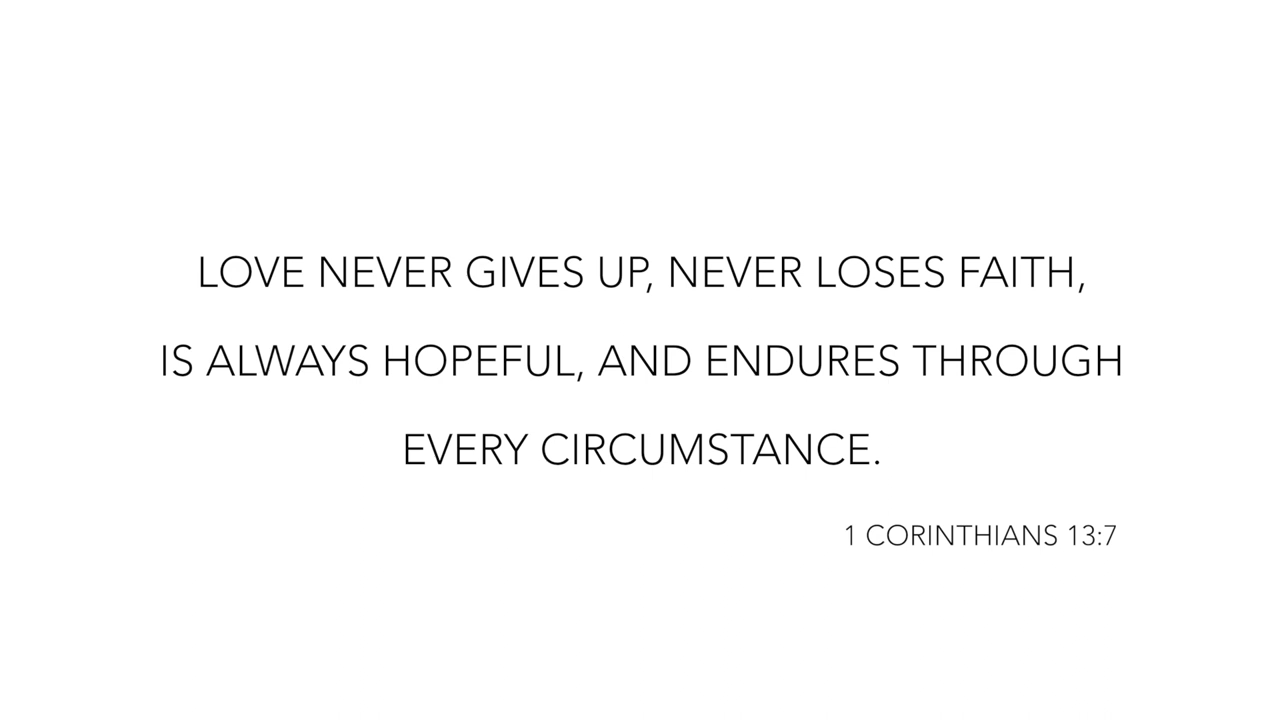 LOVE NEVER GIVES UP, NEVER LOSES FAITH,
IS ALWAYS HOPEFUL, AND ENDURES THROUGH
EVERY CIRCUMSTANCE.
1 CORINTHIANS 13:7